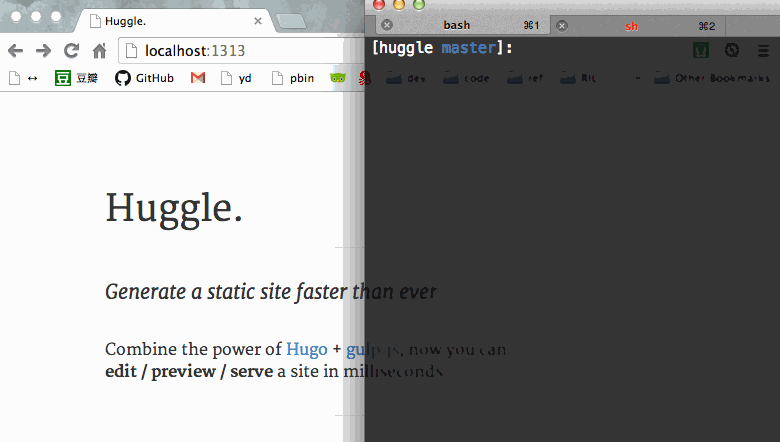 Huggle.
bash ⌘1
sh ⌘2
localhost:1313
[huggle master]:
↔ 豆瓣 GitHub yd pbin dev code ref RIL Other Bookmarks
Huggle.
Generate a static site faster than ever
Combine the power of Hugo + gulp.js, now you can
edit / preview / serve a site in milliseconds